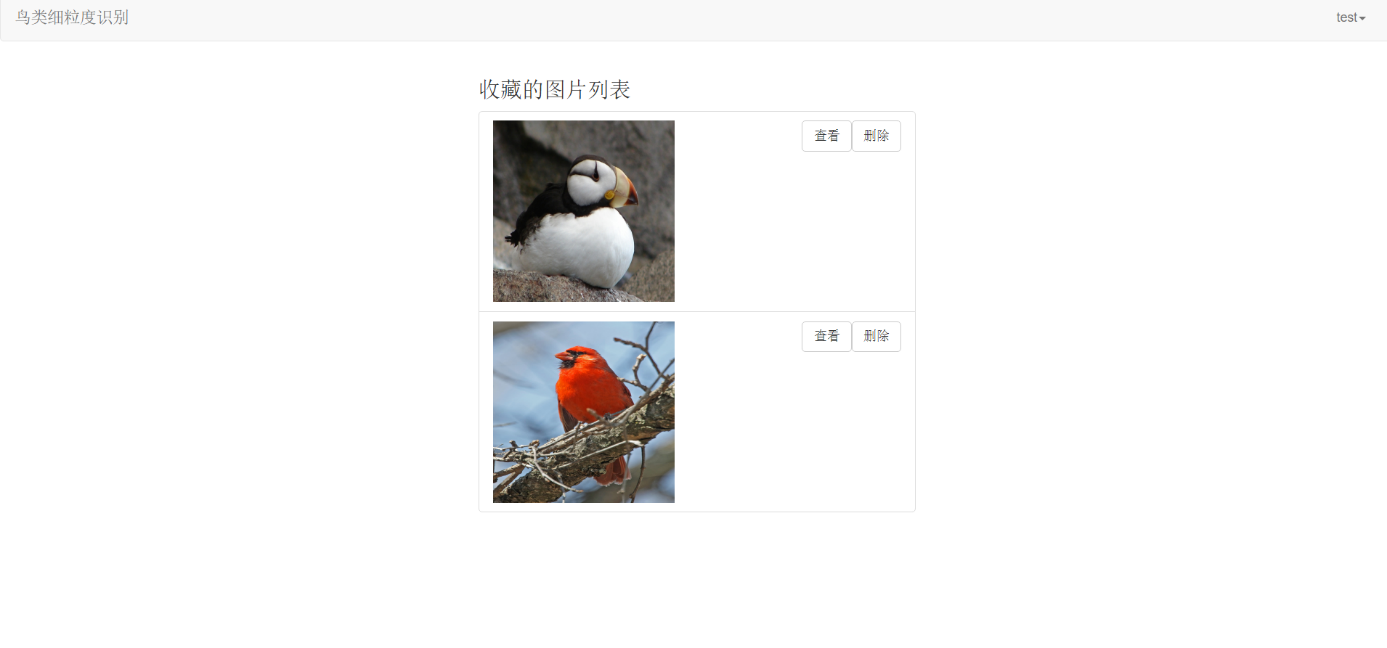 鸟类细粒度识别
test
收藏的图片列表
查看 删除
查看 删除